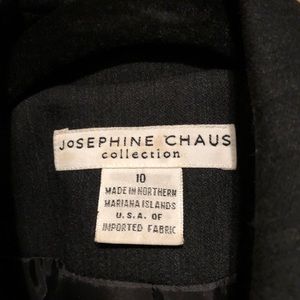 JoSEPHINE CHAUS
collection
10
MADE IN NORTHERN
MARIANA ISLANDS
U.S.A. OF
IMPORTED FABRIC